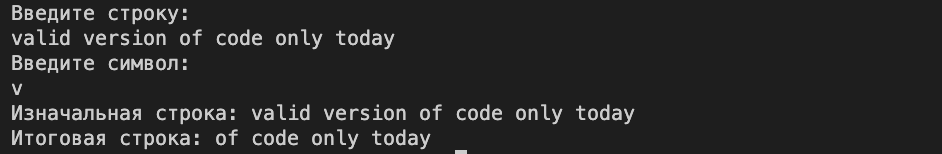 Введите строку:
valid version of code only today
Введите символ:
v
Изначальная строка: valid version of code only today
Итоговая строка: of code only today